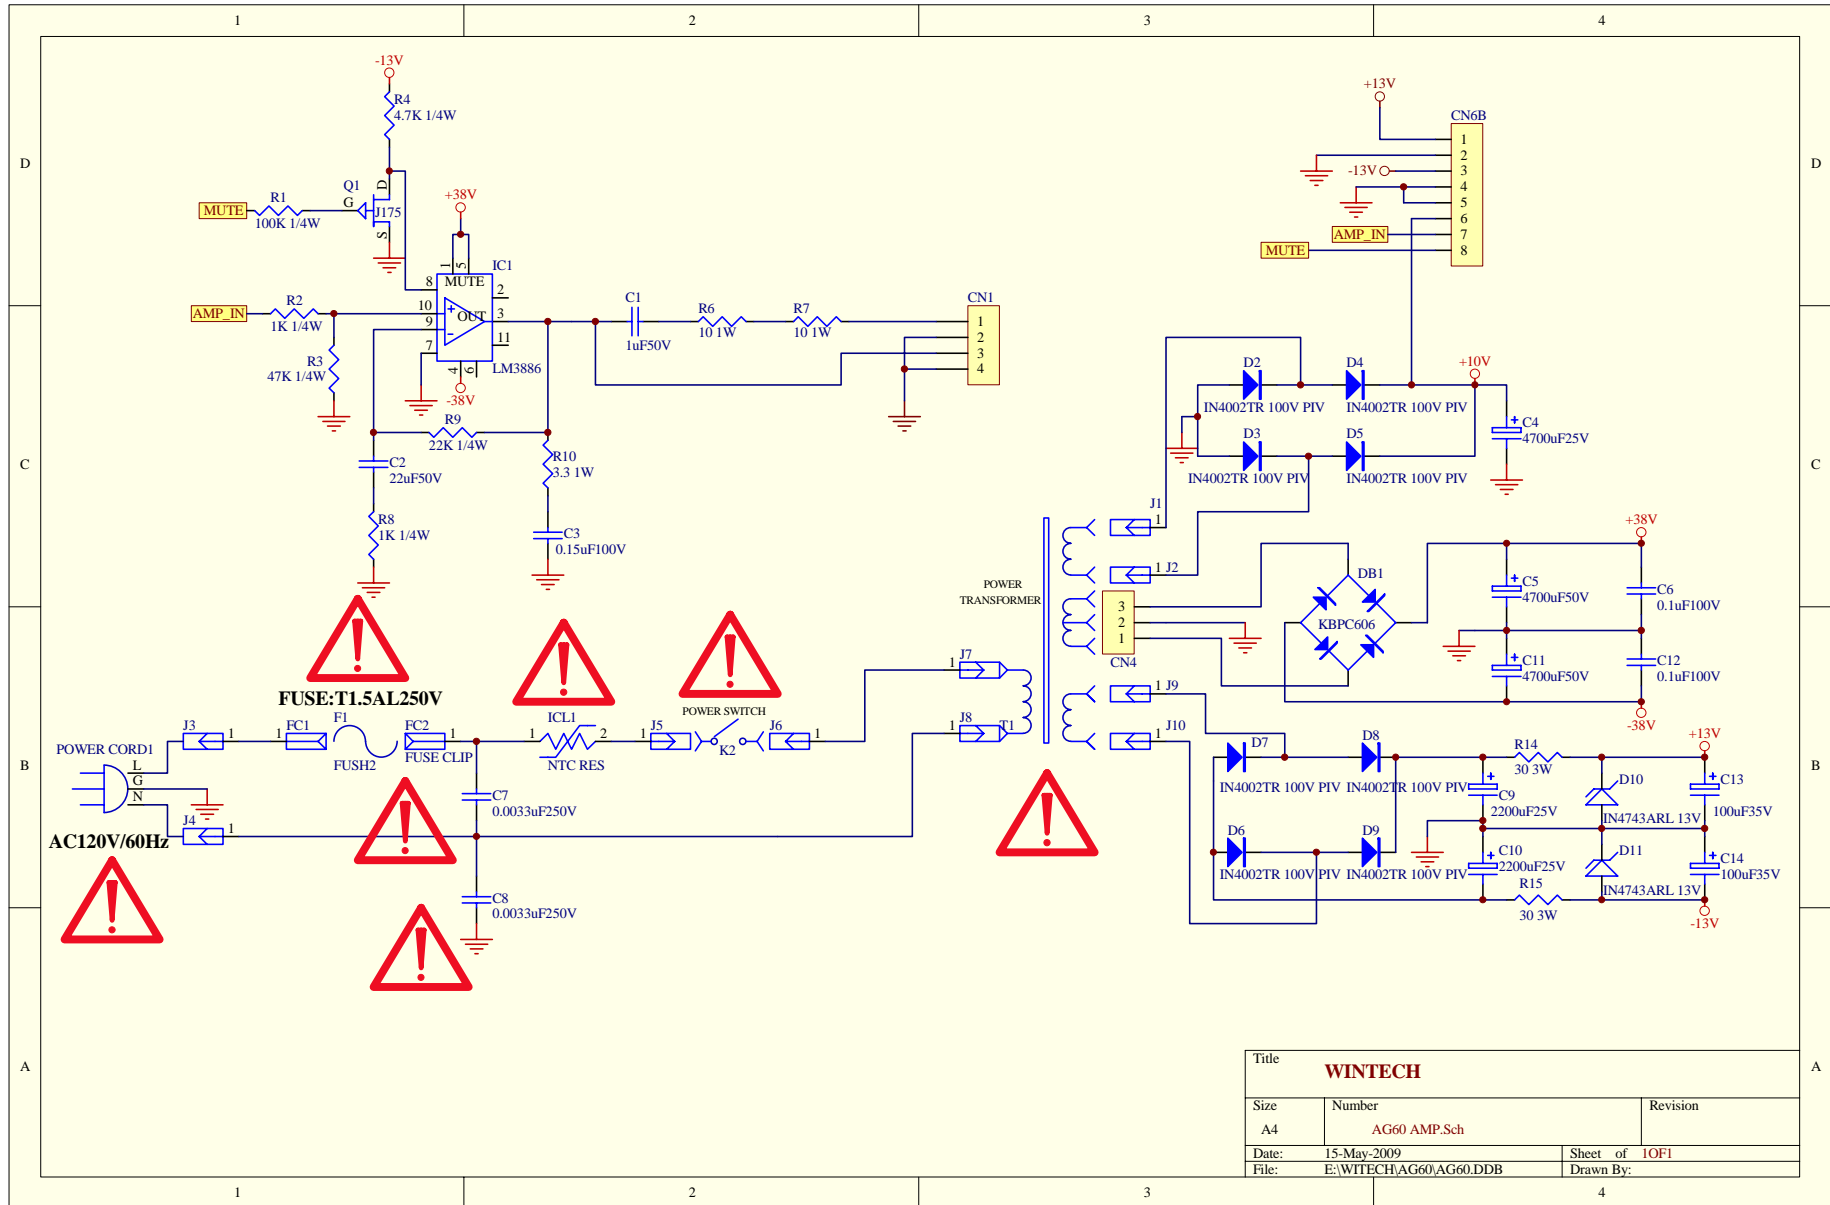 1 2 3 4
D
-13V
R4
4.7K 1/4W
Q1
D
G
J175
S
MUTE
R1
100K 1/4W
+38V
1 5
IC1
MUTE
8
2
10
+
OUT
3
9
-
11
7
4 6
LM3886
-38V
AMP_IN
R2
1K 1/4W
R3
47K 1/4W
R9
22K 1/4W
C2
22uF50V
R8
1K 1/4W
R10
3.3 1W
C3
0.15uF100V
C1
1uF50V
R6
10 1W
R7
10 1W
CN1
1
2
3
4
+13V
CN6B
1
2
-13V
3
4
5
6
AMP_IN
7
MUTE
8
D
C
D2
IN4002TR 100V PIV
D4
IN4002TR 100V PIV
+10V
D3
IN4002TR 100V PIV
D5
IN4002TR 100V PIV
+
C4
4700uF25V
C
J1
1
1 J2
POWER
TRANSFORMER
3
2
1
CN4
DB1
KBPC606
+38V
+
C5
4700uF50V
C6
0.1uF100V
+
C11
4700uF50V
C12
0.1uF100V
-38V
FUSE:T1.5AL250V
J3
1
1
FC1
F1
FUSH2
FC2
1
FUSE CLIP
ICL1
1 2
NTC RES
POWER SWITCH
J5
1
K2
J6
1
J7
1
J8
1
T1
J9
1
J10
1
B
POWER CORD1
L
G
N
J4
1
AC120V/60Hz
C7
0.0033uF250V
C8
0.0033uF250V
D7
IN4002TR 100V PIV
D8
IN4002TR 100V PIV
D6
IN4002TR 100V PIV
D9
IN4002TR 100V PIV
+
C9
2200uF25V
+
C10
2200uF25V
R14
30 3W
R15
30 3W
D10
IN4743ARL 13V
D11
IN4743ARL 13V
+13V
+
C13
100uF35V
+
C14
100uF35V
-13V
B
A
A
Title
WINTECH
Size Number Revision
A4 AG60 AMP.Sch
Date: 15-May-2009 Sheet of 1OF1
File: E:\WITECH\AG60\AG60.DDB Drawn By:
1 2 3 4